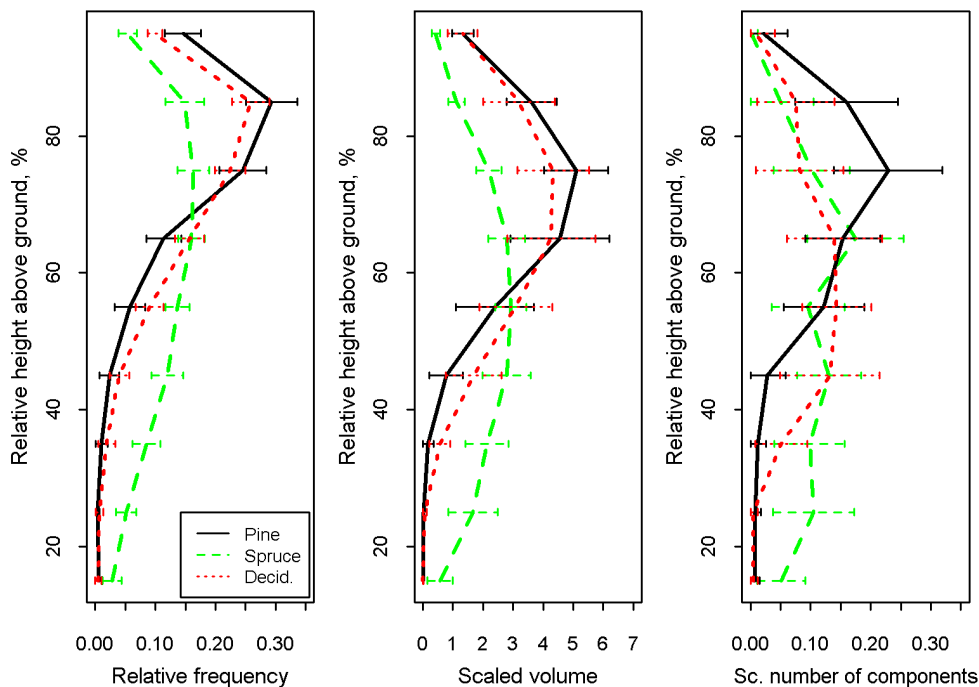 Relative height above ground, %
80
60
40
20
Pine
Spruce
Decid.
0.00 0.10 0.20 0.30
Relative frequency
Relative height above ground, %
80
60
40
20
0 1 2 3 4 5 6 7
Scaled volume
Relative height above ground, %
80
60
40
20
0.00 0.10 0.20 0.30
Sc. number of components